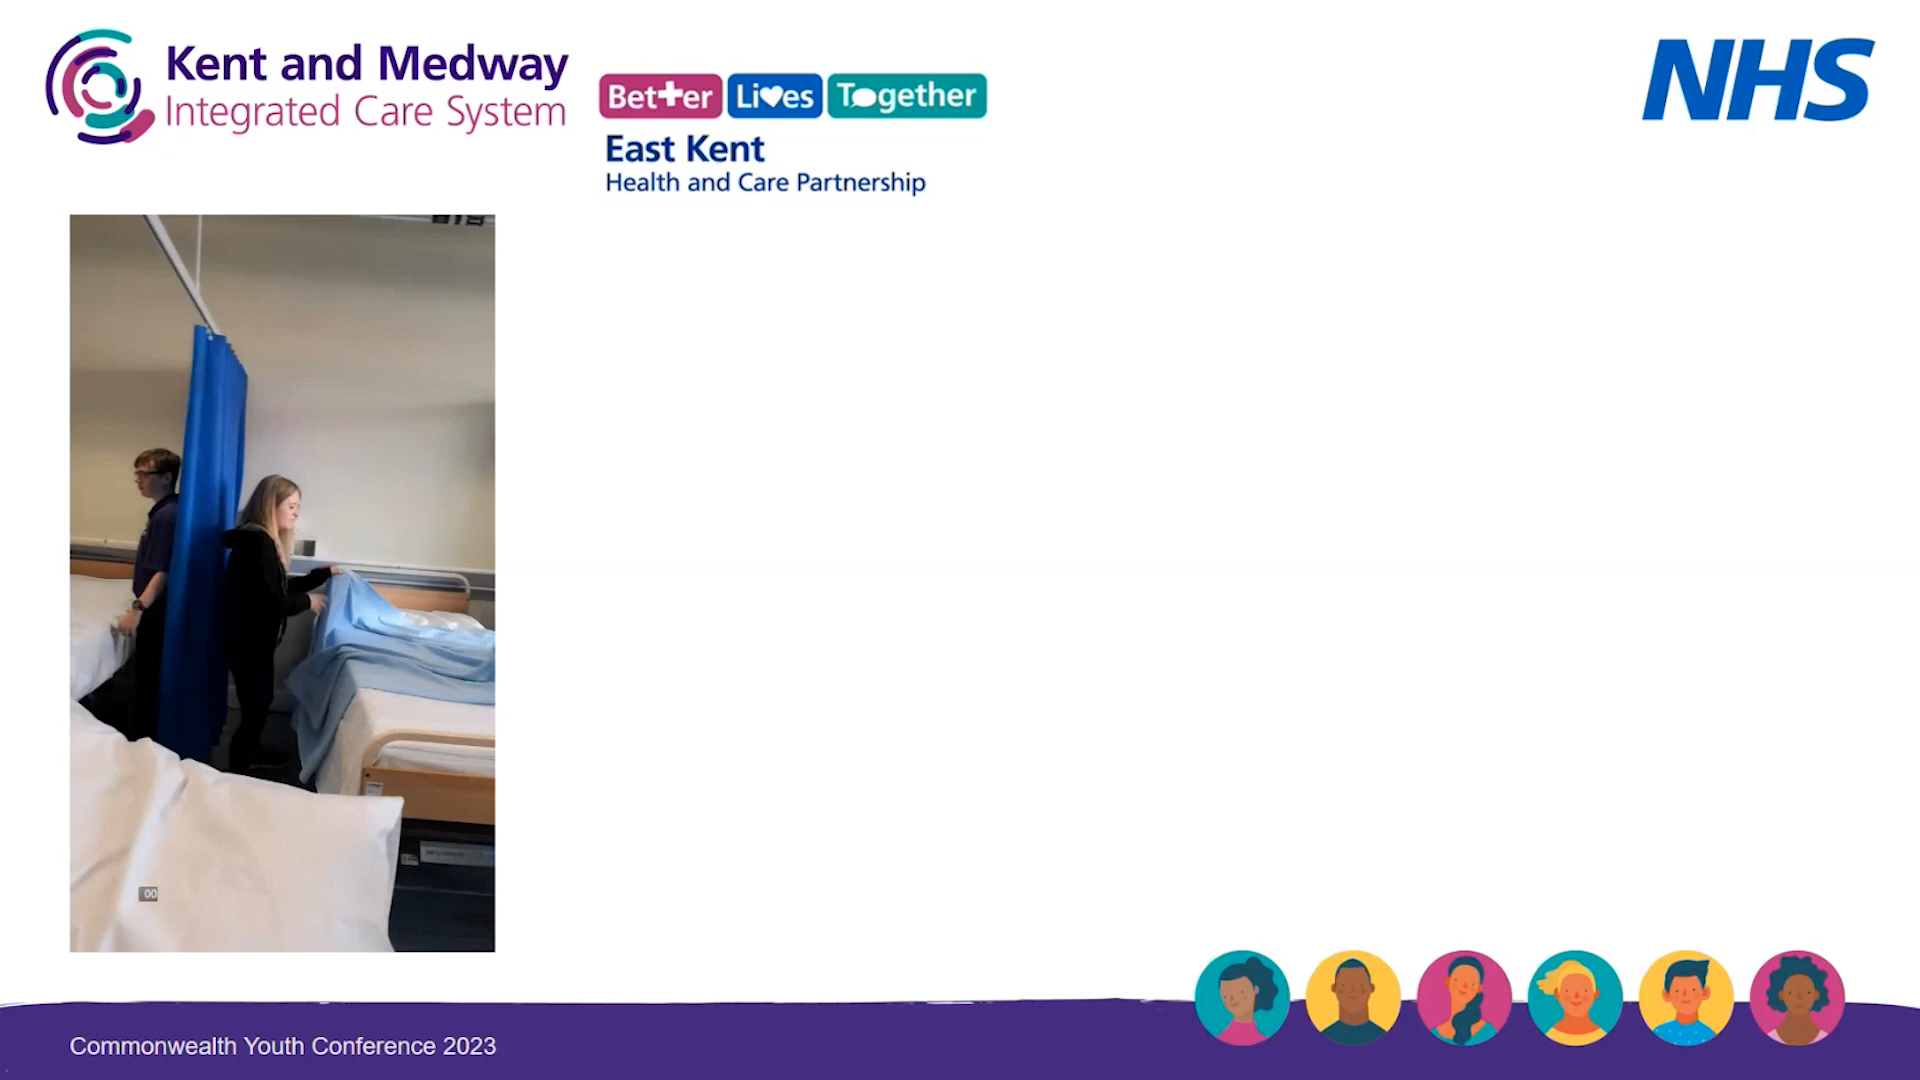 Kent and Medway
Integrated Care System
Better Lives Together
East Kent
Health and Care Partnership
NHS
00
Commonwealth Youth Conference 2023